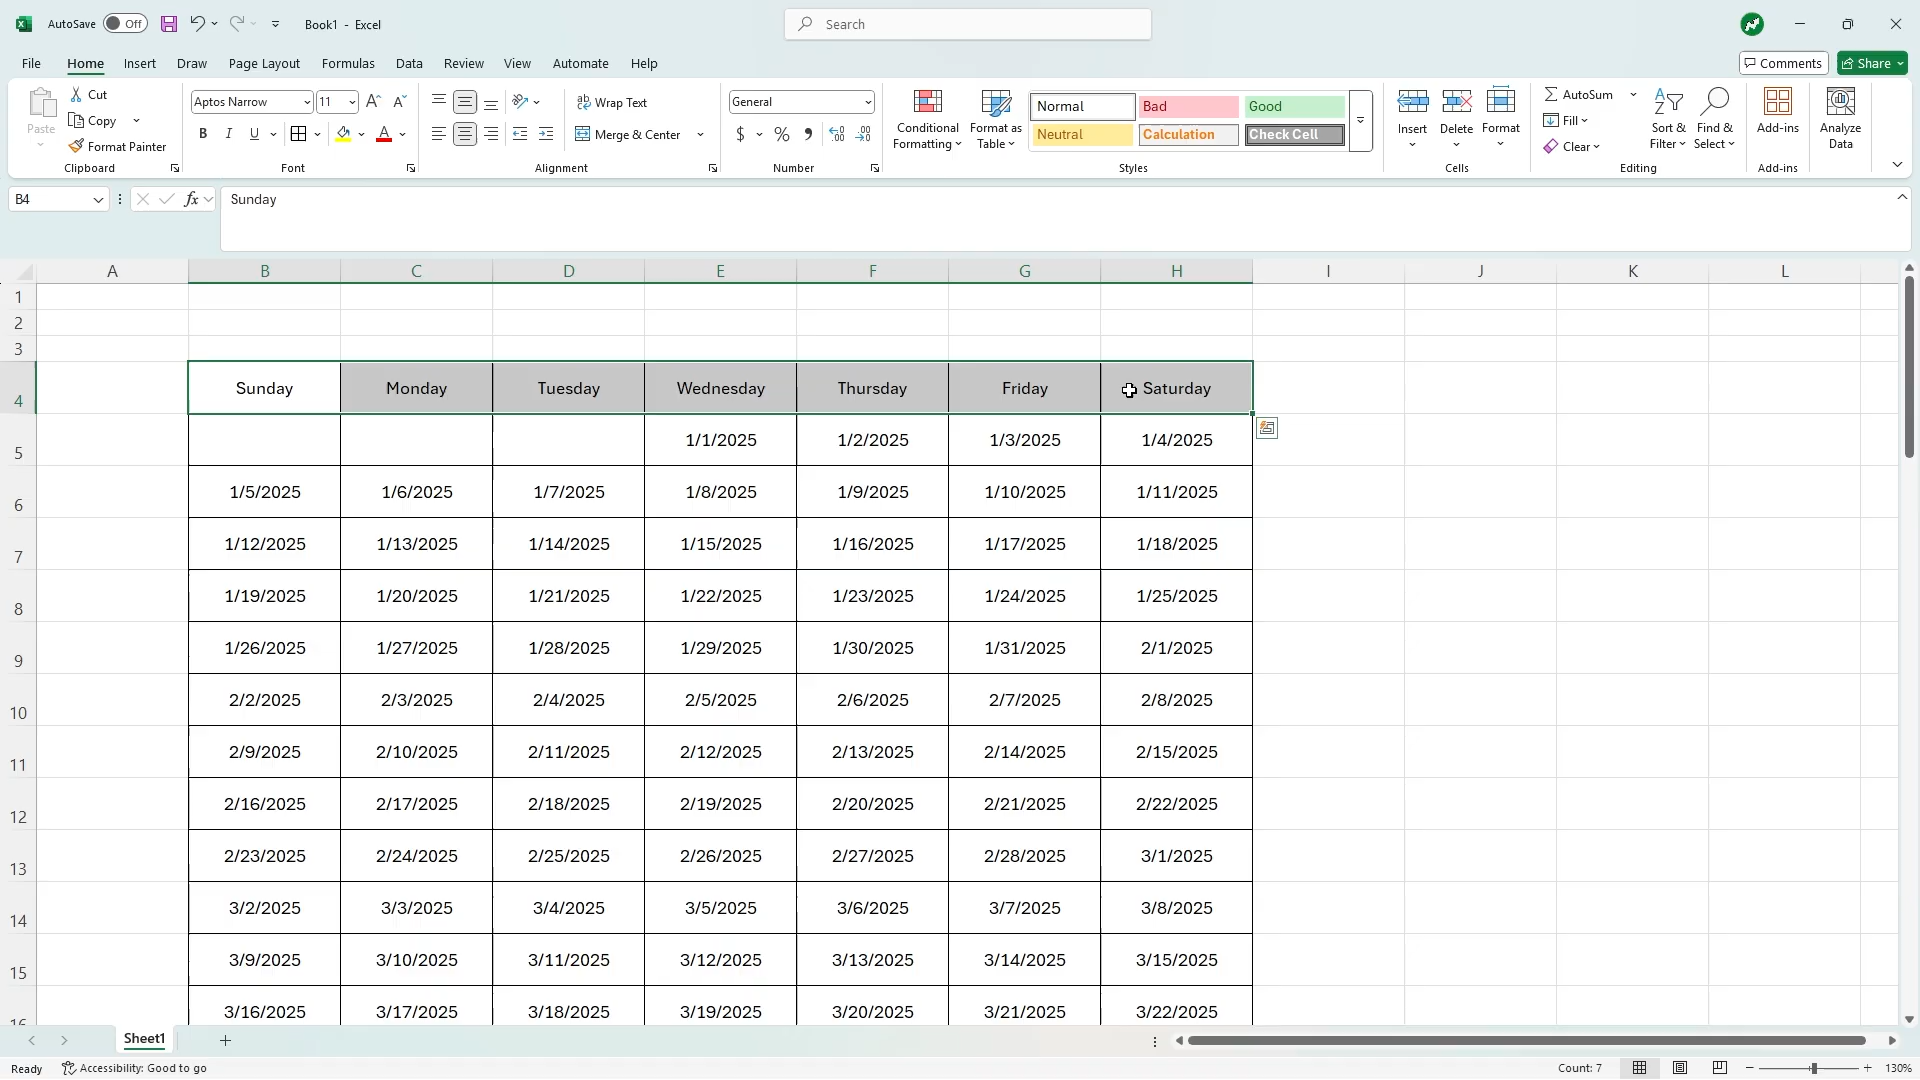 AutoSave Off Book1 - Excel Search
File Home Insert Draw Page Layout Formulas Data Review View Automate Help Comments Share
Paste Cut Copy Format Painter Clipboard
Aptos Narrow 11 A A B I U A Font
ab Wrap Text Merge & Center Alignment
General $ % 9 Number
Conditional Formatting Format as Table
Normal Bad Good
Neutral Calculation Check Cell
Styles
Insert Delete Format Cells
AutoSum Fill Clear Sort & Filter Find & Select Editing
Add-ins Add-ins
Analyze Data
B4 fx Sunday
A B C D E F G H I J K L
1
2
3
4 Sunday Monday Tuesday Wednesday Thursday Friday Saturday
5 1/1/2025 1/2/2025 1/3/2025 1/4/2025
6 1/5/2025 1/6/2025 1/7/2025 1/8/2025 1/9/2025 1/10/2025 1/11/2025
7 1/12/2025 1/13/2025 1/14/2025 1/15/2025 1/16/2025 1/17/2025 1/18/2025
8 1/19/2025 1/20/2025 1/21/2025 1/22/2025 1/23/2025 1/24/2025 1/25/2025
9 1/26/2025 1/27/2025 1/28/2025 1/29/2025 1/30/2025 1/31/2025 2/1/2025
10 2/2/2025 2/3/2025 2/4/2025 2/5/2025 2/6/2025 2/7/2025 2/8/2025
11 2/9/2025 2/10/2025 2/11/2025 2/12/2025 2/13/2025 2/14/2025 2/15/2025
12 2/16/2025 2/17/2025 2/18/2025 2/19/2025 2/20/2025 2/21/2025 2/22/2025
13 2/23/2025 2/24/2025 2/25/2025 2/26/2025 2/27/2025 2/28/2025 3/1/2025
14 3/2/2025 3/3/2025 3/4/2025 3/5/2025 3/6/2025 3/7/2025 3/8/2025
15 3/9/2025 3/10/2025 3/11/2025 3/12/2025 3/13/2025 3/14/2025 3/15/2025
16 3/16/2025 3/17/2025 3/18/2025 3/19/2025 3/20/2025 3/21/2025 3/22/2025
Sheet1
Ready Accessibility: Good to go Count: 7 130%